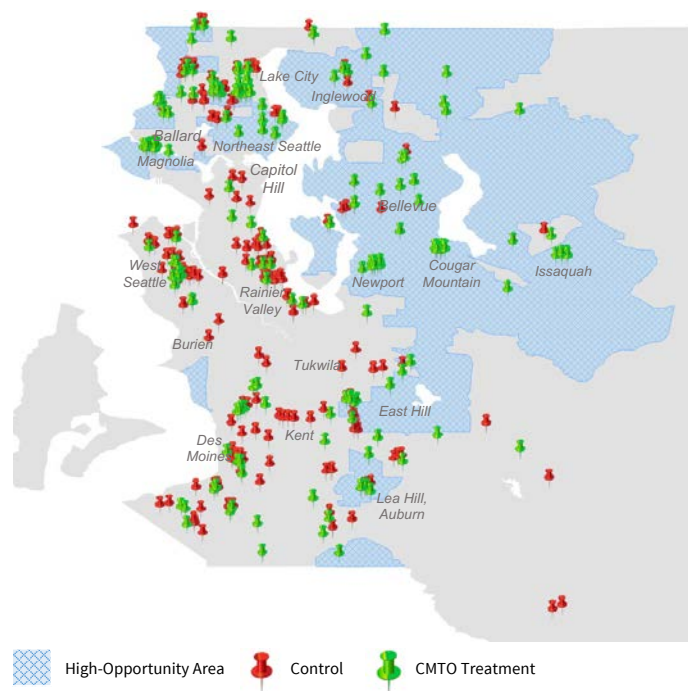 Lake City
Inglewood
Ballard
Northeast Seattle
Magnolia
Capitol
Hill
Bellevue
West
Seattle
Rainier
Valley
Newport
Cougar
Mountain
Issaquah
Burien
Tukwila
East Hill
Kent
Des
Moines
Lea Hill,
Auburn
High-Opportunity Area
Control
CMTO Treatment